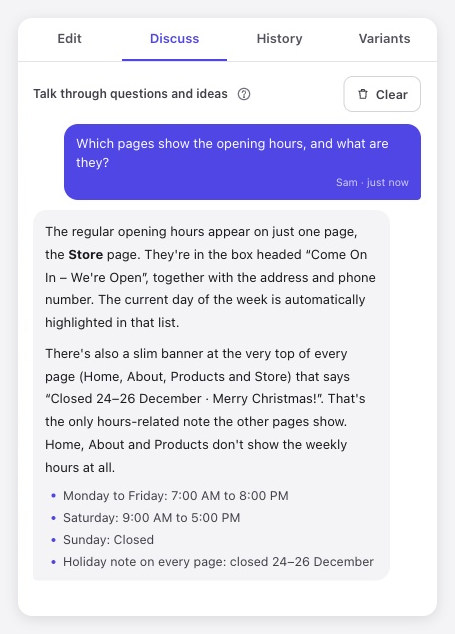 Edit Discuss History Variants
Talk through questions and ideas
Clear
Which pages show the opening hours, and what are
they?
Sam · just now
The regular opening hours appear on just one page,
the Store page. They're in the box headed “Come On
In – We're Open”, together with the address and phone
number. The current day of the week is automatically
highlighted in that list.
There's also a slim banner at the very top of every
page (Home, About, Products and Store) that says
“Closed 24–26 December · Merry Christmas!”. That's
the only hours-related note the other pages show.
Home, About and Products don't show the weekly
hours at all.
• Monday to Friday: 7:00 AM to 8:00 PM
• Saturday: 9:00 AM to 5:00 PM
• Sunday: Closed
• Holiday note on every page: closed 24–26 December